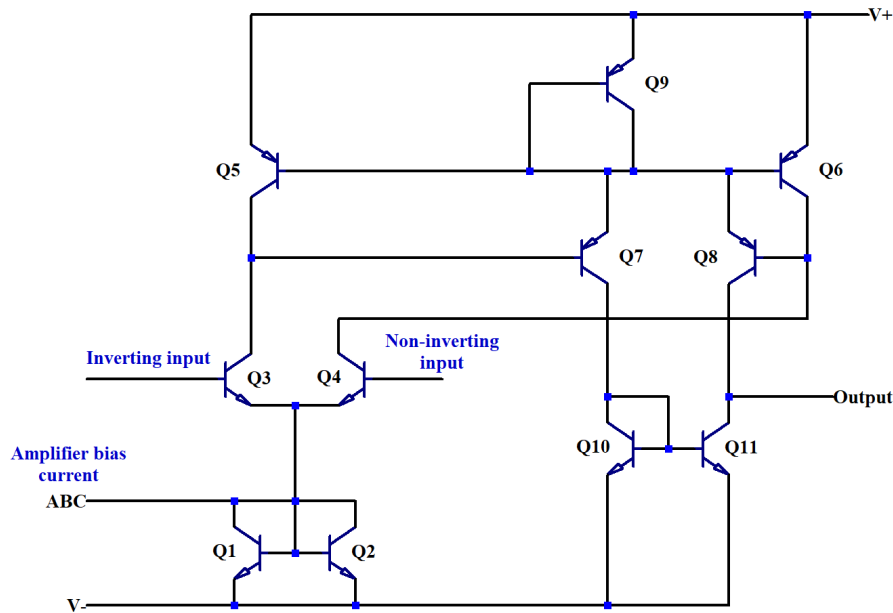 V+
Q9
Q5
Q6
Q7
Q8
Non-inverting
input
Inverting input
Q3
Q4
Output
Q10
Q11
Amplifier bias
current
ABC
Q1
Q2
V-